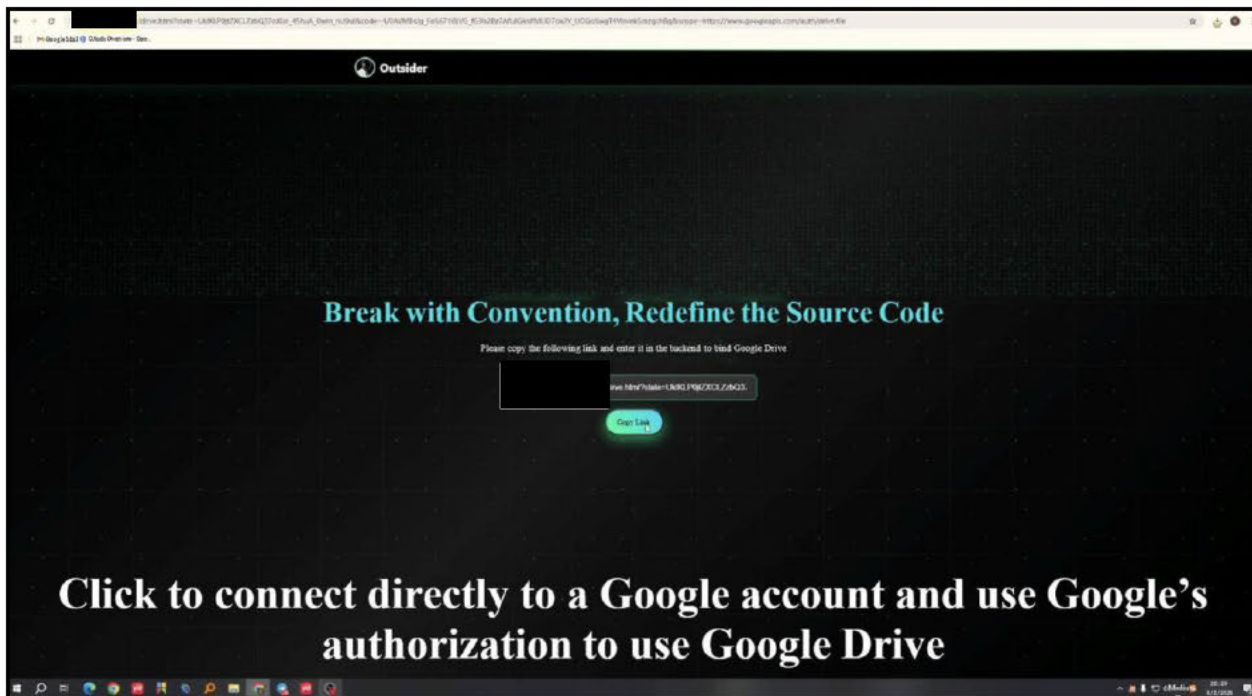 Outsider
Break with Convention, Redefine the Source Code
Please copy the following link and enter it in the backend to bind Google Drive
Copy Link
Click to connect directly to a Google account and use Google's
authorization to use Google Drive